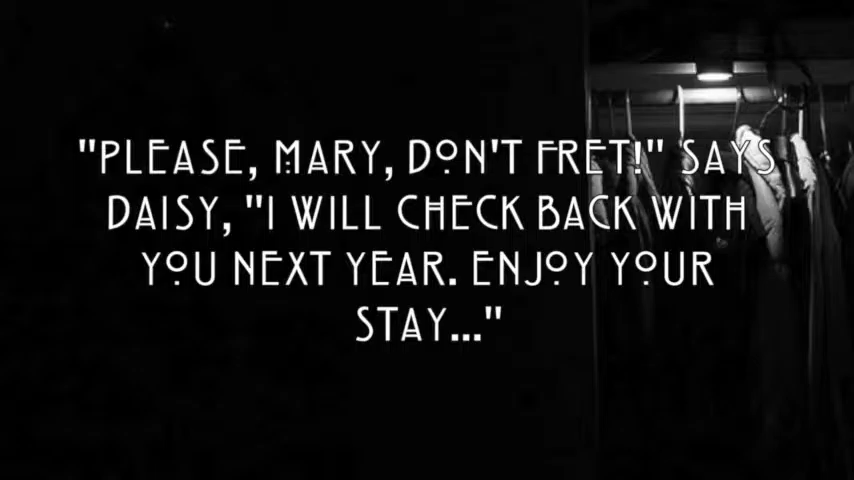 "PLEASE, MARY, DON'T FRET!" SAYS
DAISY, "I WILL CHECK BACK WITH
YOU NEXT YEAR. ENJOY YOUR
STAY..."